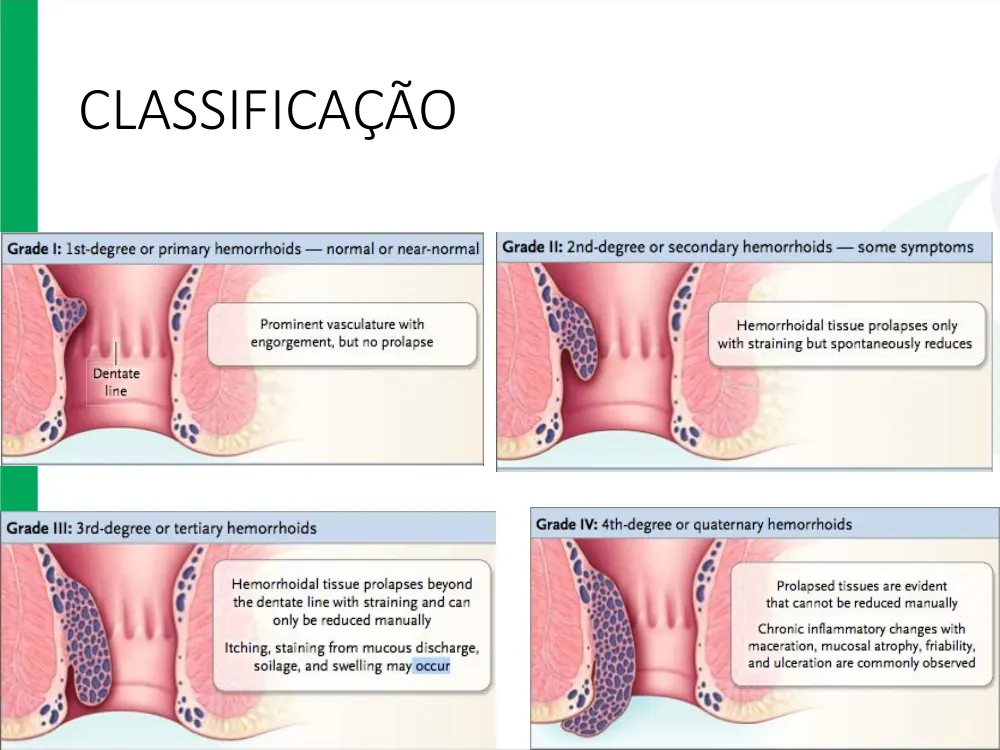 CLASSIFICAÇÃO
Grade I: 1st-degree or primary hemorrhoids — normal or near-normal
Prominent vasculature with
engorgement, but no prolapse
Dentate
line
Grade II: 2nd-degree or secondary hemorrhoids — some symptoms
Hemorrhoidal tissue prolapses only
with straining but spontaneously reduces
Grade III: 3rd-degree or tertiary hemorrhoids
Hemorrhoidal tissue prolapses beyond
the dentate line with straining and can
only be reduced manually
Itching, staining from mucous discharge,
soilage, and swelling may occur
Grade IV: 4th-degree or quaternary hemorrhoids
Prolapsed tissues are evident
that cannot be reduced manually
Chronic inflammatory changes with
maceration, mucosal atrophy, friability,
and ulceration are commonly observed